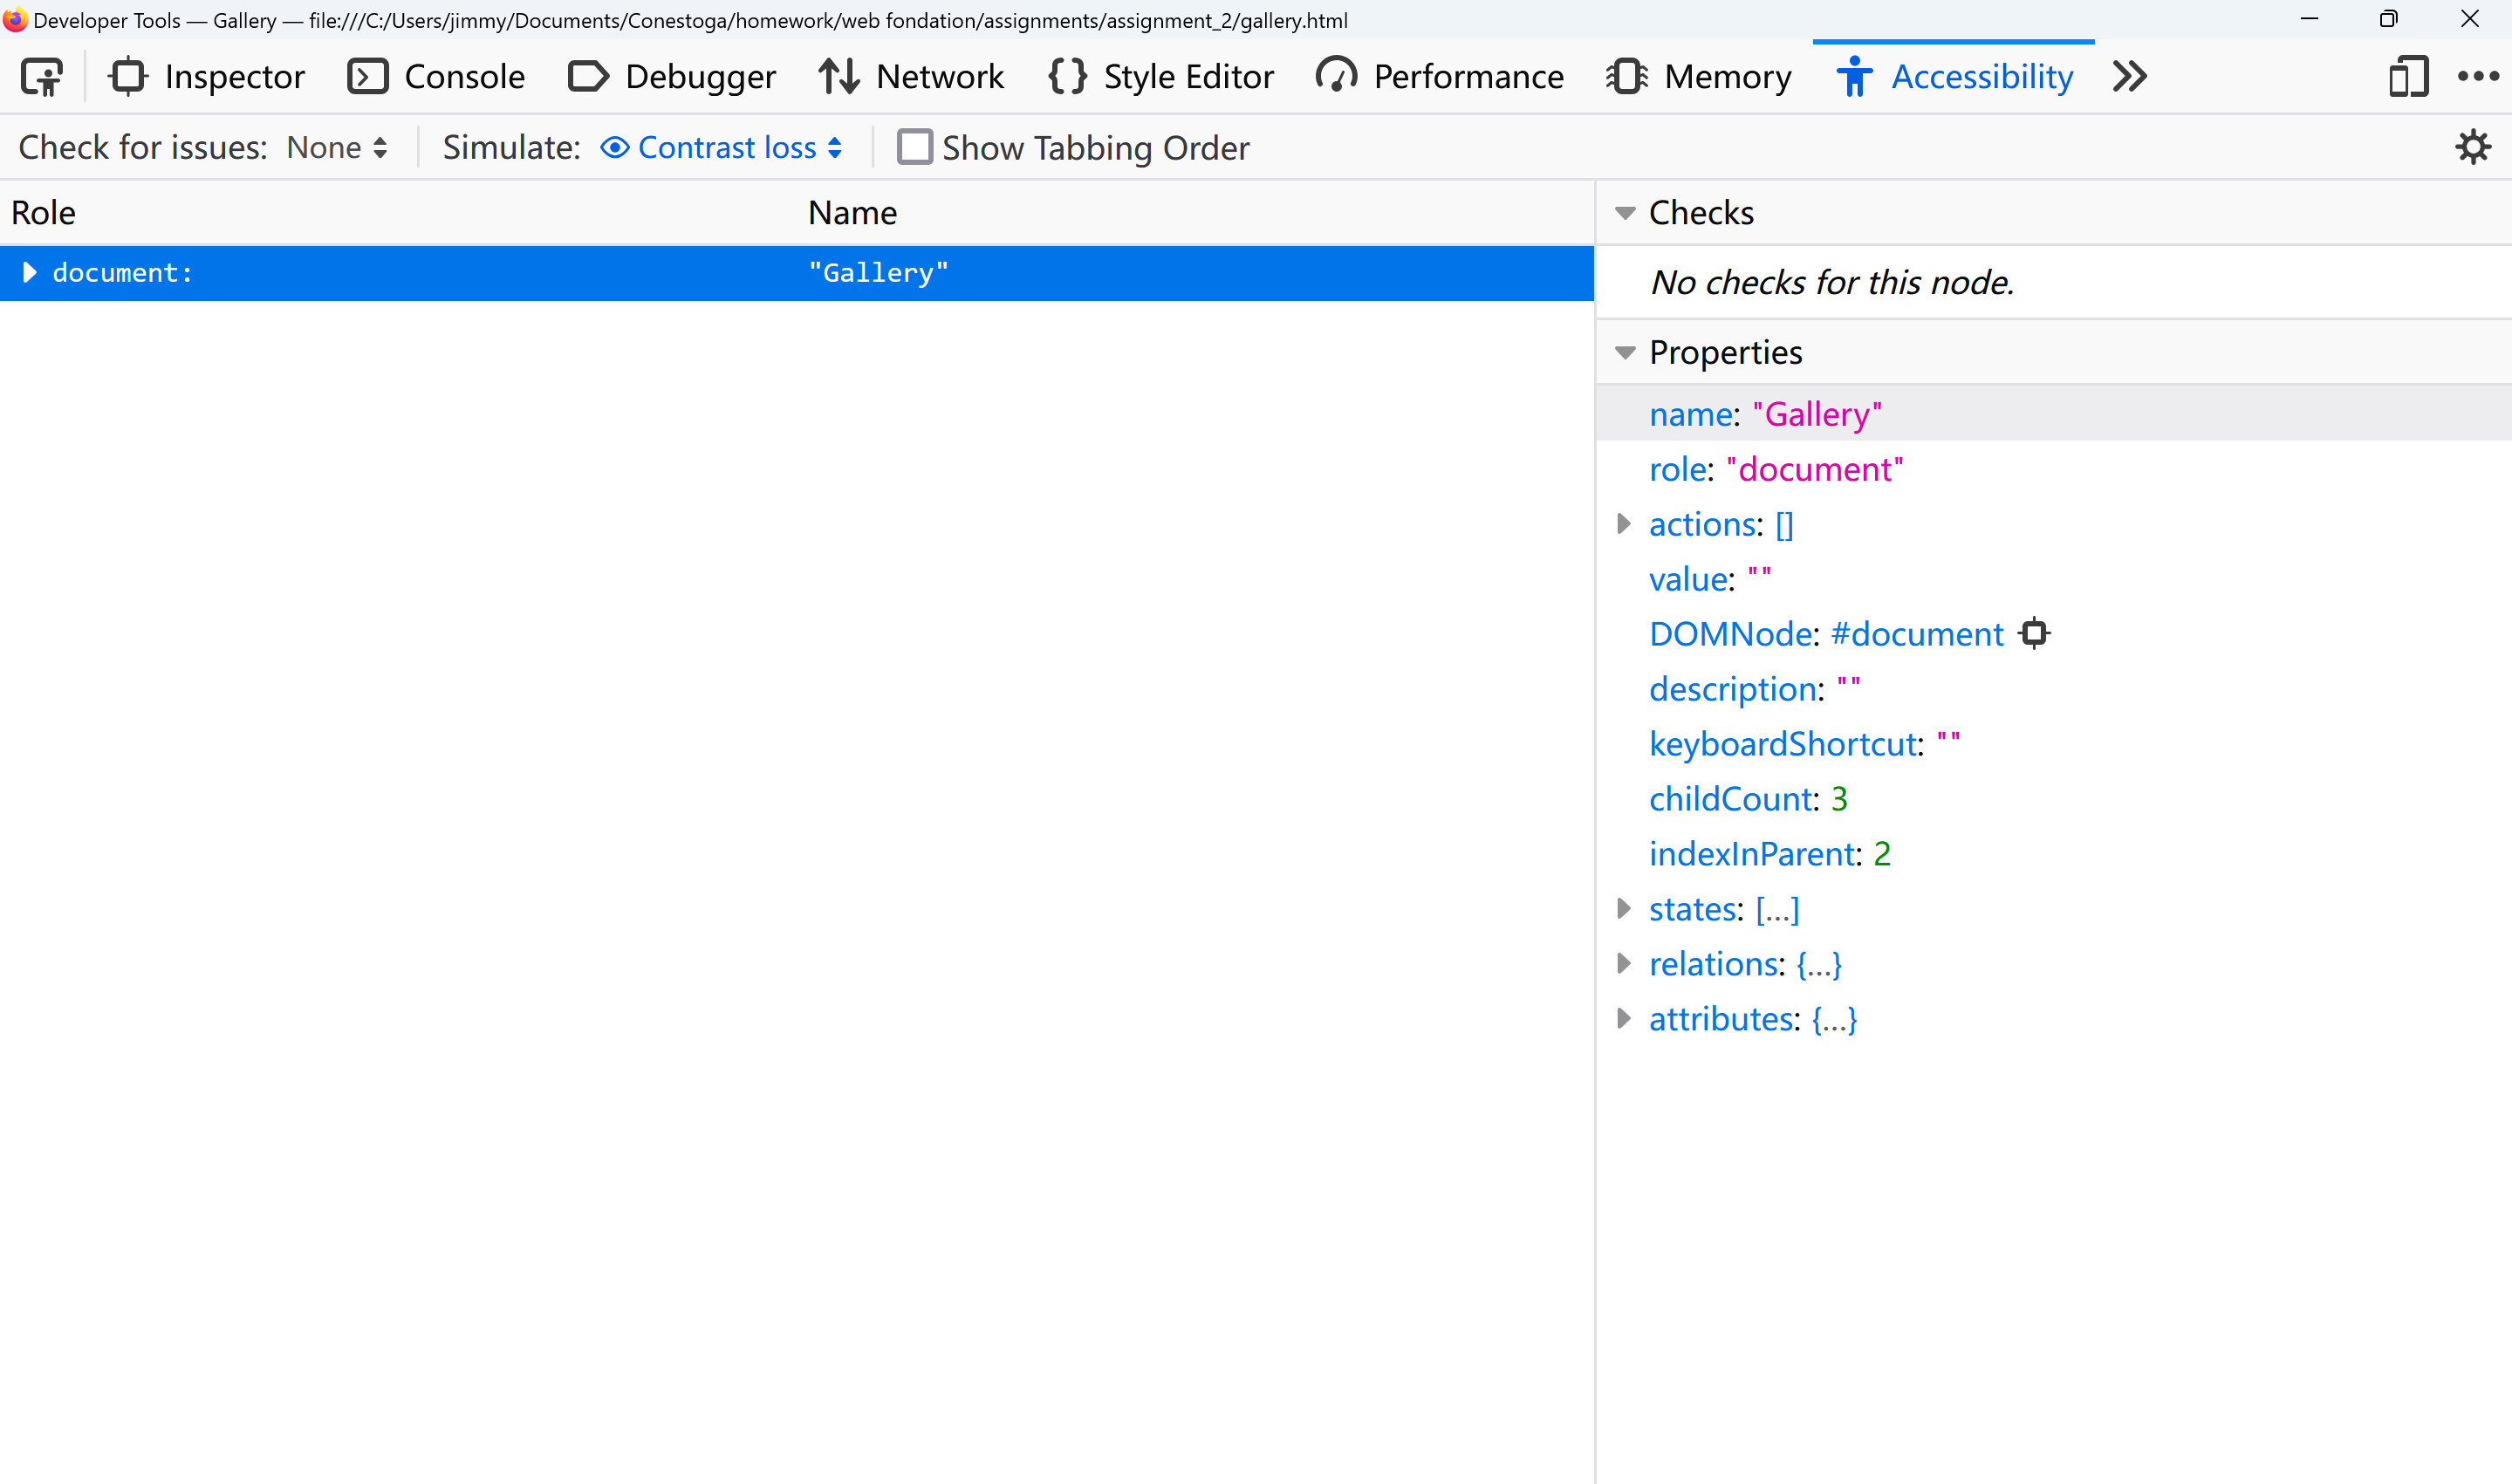 Developer Tools — Gallery — file:///C:/Users/jimmy/Documents/Conestoga/homework/web fondation/assignments/assignment_2/gallery.html
Inspector Console Debugger Network Style Editor Performance Memory Accessibility
Check for issues: None Simulate: Contrast loss Show Tabbing Order
Role Name
document: "Gallery"
Checks
No checks for this node.
Properties
name: "Gallery"
role: "document"
actions: []
value: ""
DOMNode: #document
description: ""
keyboardShortcut: ""
childCount: 3
indexInParent: 2
states: […]
relations: {…}
attributes: {…}